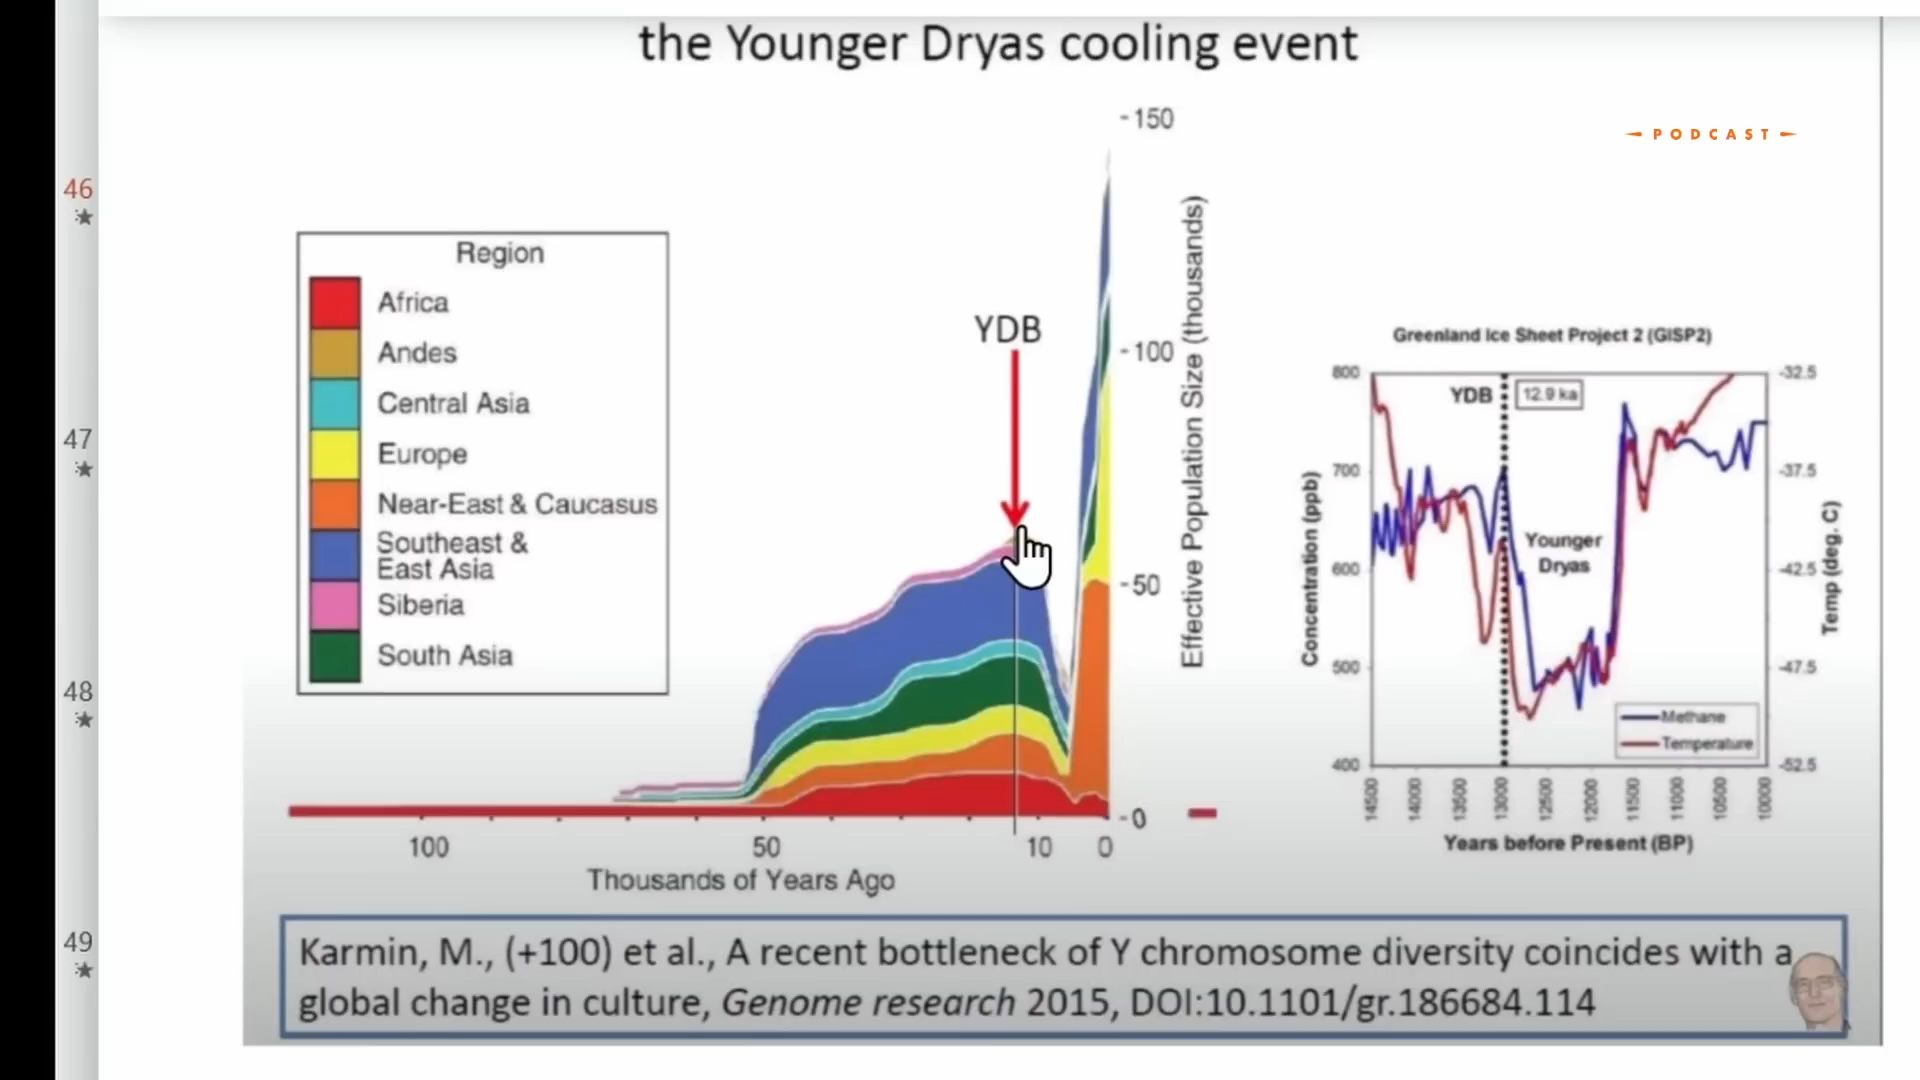 the Younger Dryas cooling event
PODCAST
46
47
48
49
Region
Africa
Andes
Central Asia
Europe
Near-East & Caucasus
Southeast &
East Asia
Siberia
South Asia
YDB
150
100
50
0
Effective Population Size (thousands)
100
50
10
0
Thousands of Years Ago
Greenland Ice Sheet Project 2 (GISP2)
800
700
600
500
400
Concentration (ppb)
YDB
12.9 ka
Younger
Dryas
Methane
Temperature
-32.5
-37.5
-42.5
-47.5
-52.5
Temp (deg. C)
14500
14000
13500
13000
12500
12000
11500
11000
10500
10000
Years before Present (BP)
Karmin, M., (+100) et al., A recent bottleneck of Y chromosome diversity coincides with a
global change in culture, Genome research 2015, DOI:10.1101/gr.186684.114